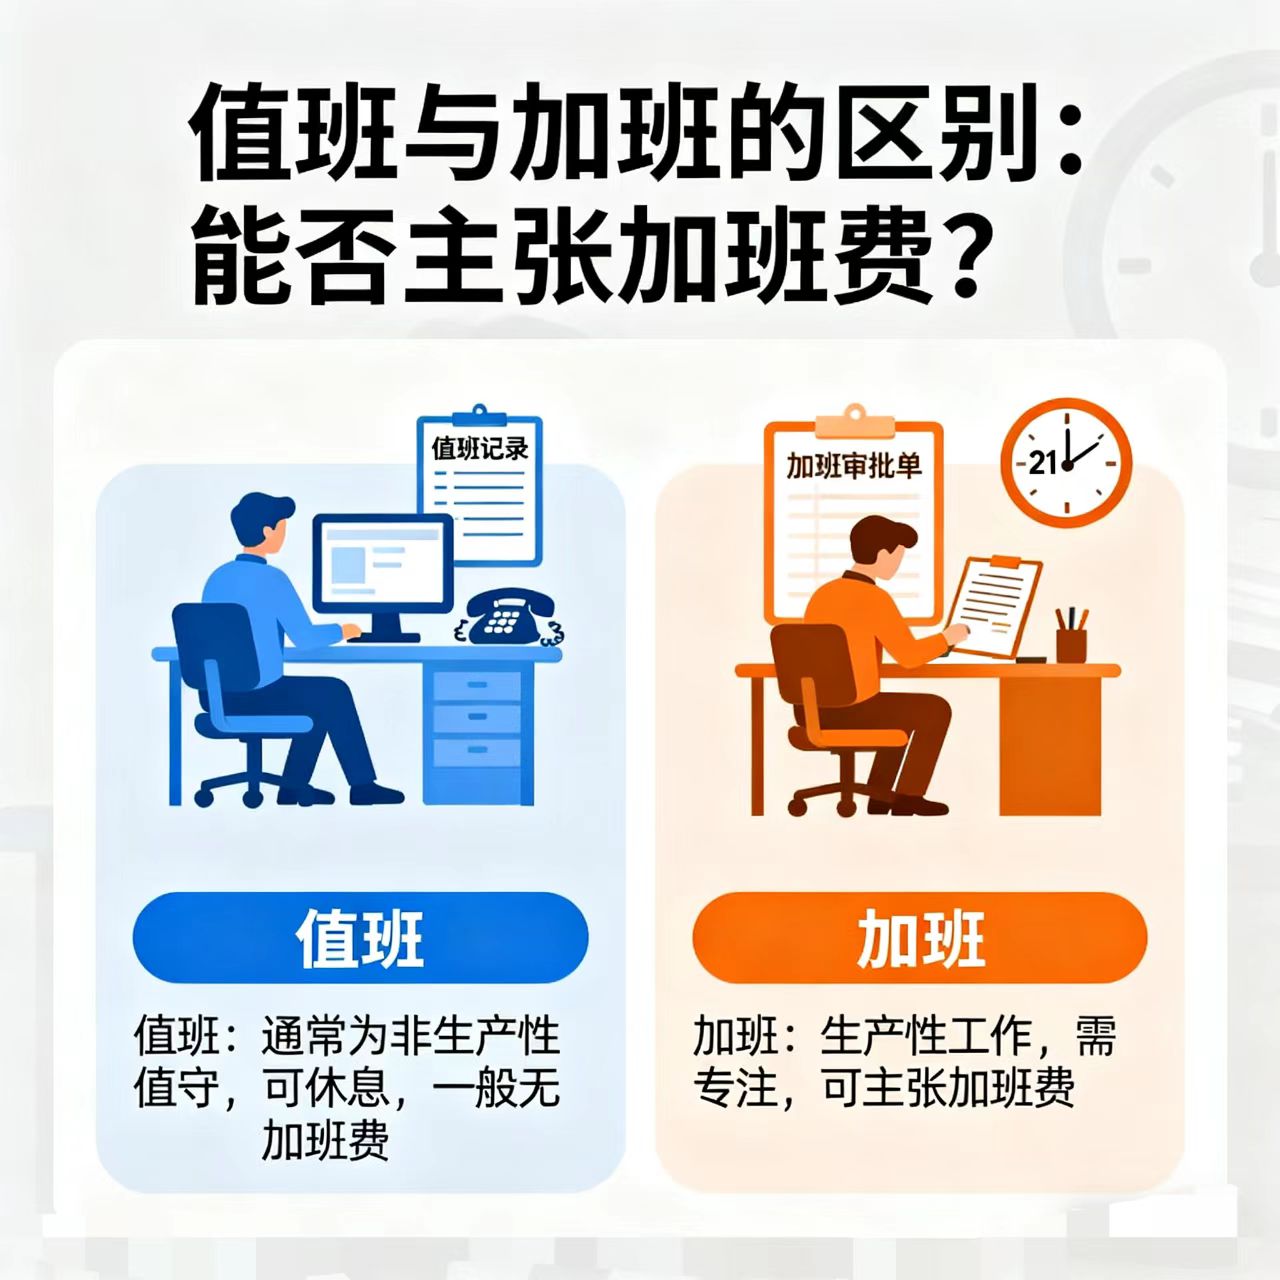 值班与加班的区别：
能否主张加班费？
值班记录
加班审批单
21
值班
值班：通常为非生产性
值守，可休息，一般无
加班费
加班
加班：生产性工作，需
专注，可主张加班费